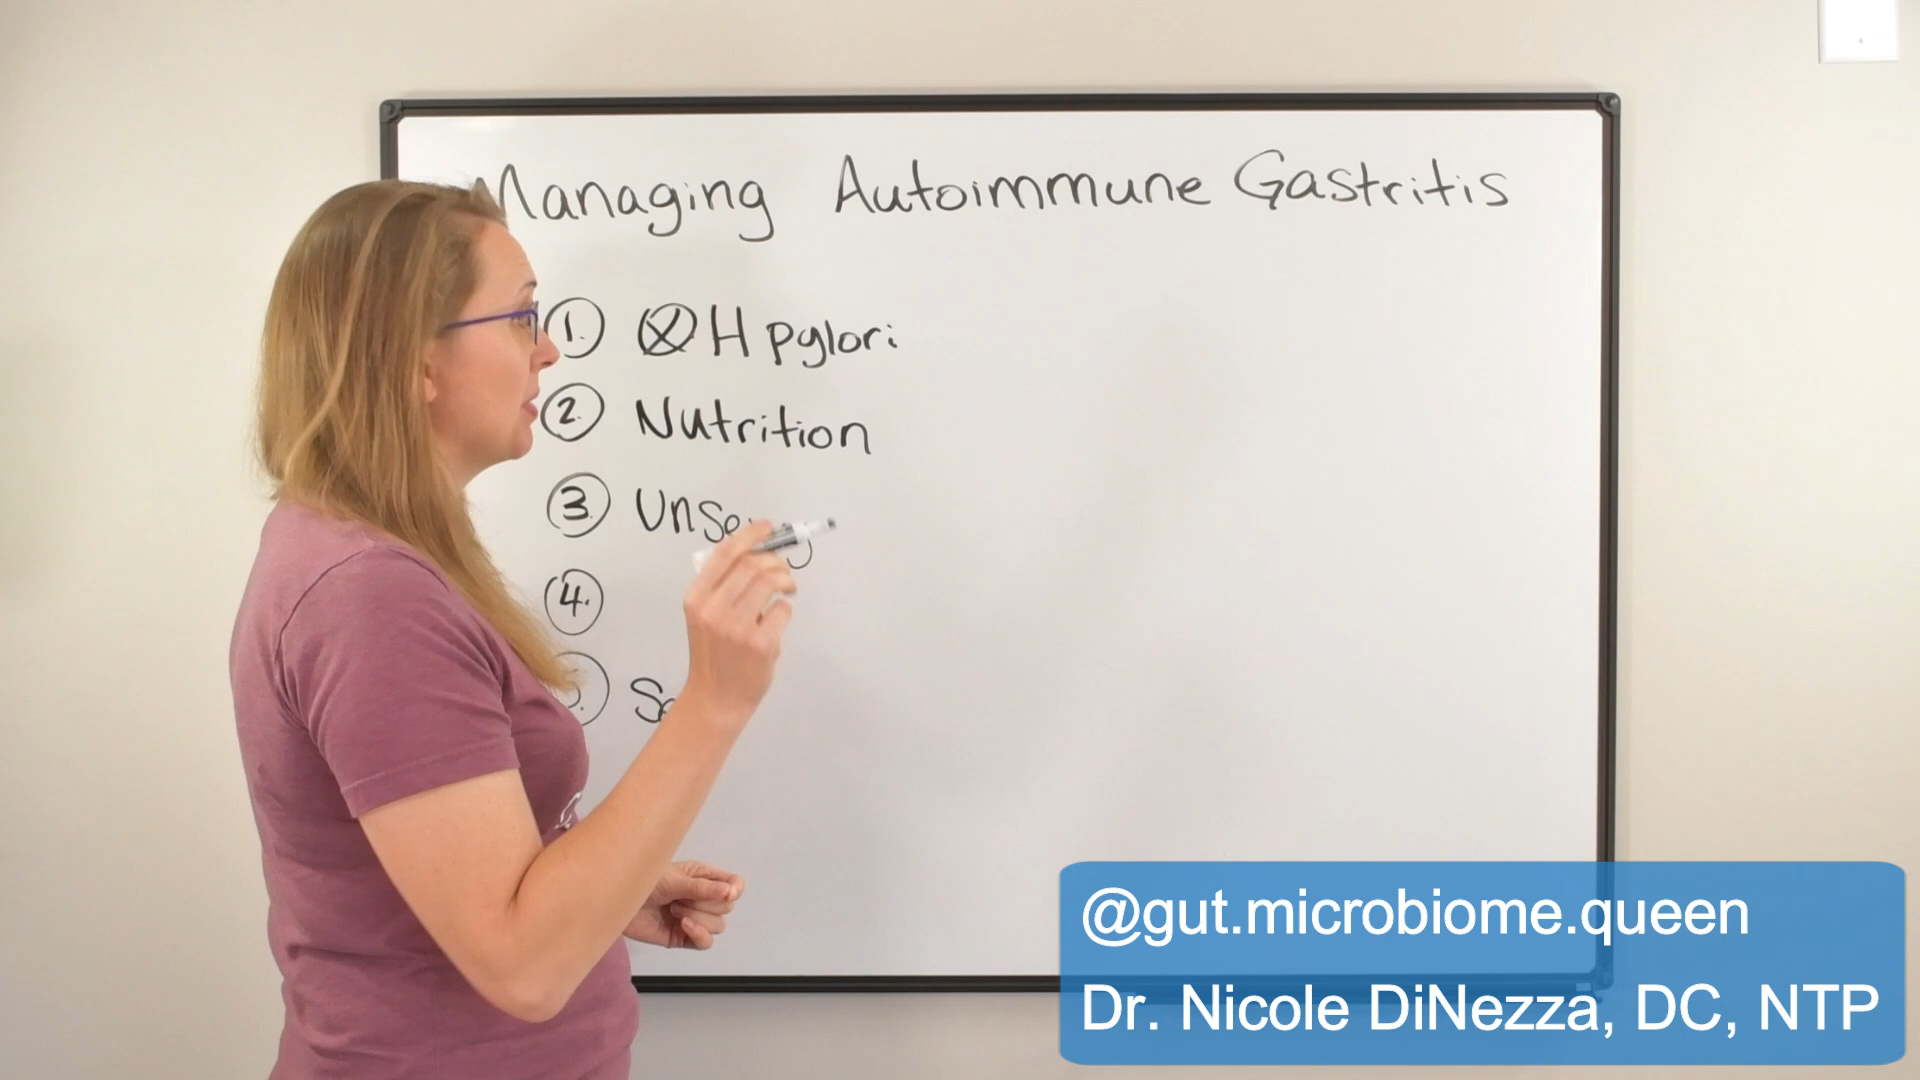 Managing Autoimmune Gastritis
1. H pylori
2. Nutrition
3.
4.
@gut.microbiome.queen
Dr. Nicole DiNezza, DC, NTP